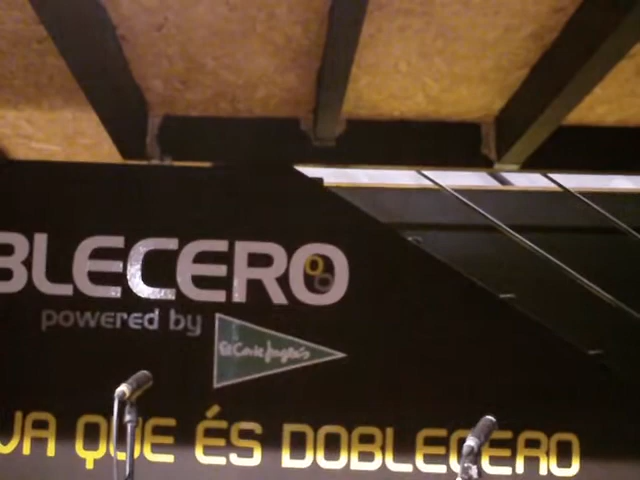 BLECERO
powered by
El Corte Inglés
VA QUE ÉS DOBLECERO